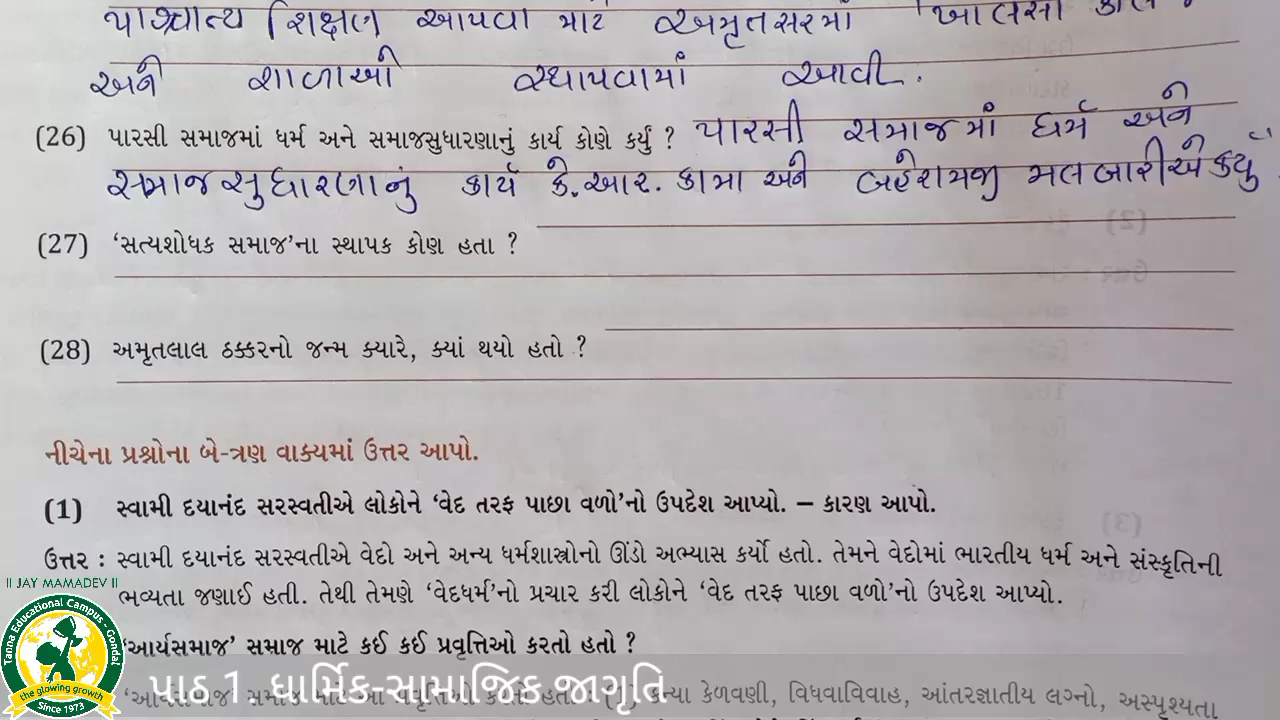 પાશ્ચાત્ય શિક્ષણ આપવા માટે અમૃતસરમાં ખાલસા
અને શાળાઓ સ્થાપવામાં આવી.
(26) પારસી સમાજમાં ધર્મ અને સમાજસુધારણાનું કાર્ય કોણે કર્યું ? પારસી સમાજમાં ધર્મ અને
સમાજસુધારણાનું કાર્ય કે.આર. કામા અને બહેરામજી મલબારીએ કર્યું
(27) ‘સત્યશોધક સમાજ’ના સ્થાપક કોણ હતા ?
(28) અમૃતલાલ ઠક્કરનો જન્મ ક્યારે, ક્યાં થયો હતો ?
નીચેના પ્રશ્નોના બે-ત્રણ વાક્યમાં ઉત્તર આપો.
(1) સ્વામી દયાનંદ સરસ્વતીએ લોકોને ‘વેદ તરફ પાછા વળો’નો ઉપદેશ આપ્યો. – કારણ આપો.
ઉત્તર : સ્વામી દયાનંદ સરસ્વતીએ વેદો અને અન્ય ધર્મશાસ્ત્રોનો ઊંડો અભ્યાસ કર્યો હતો. તેમને વેદોમાં ભારતીય ધર્મ અને સંસ્કૃતિની
ભવ્યતા જણાઈ હતી. તેથી તેમણે ‘વેદધર્મ’નો પ્રચાર કરી લોકોને ‘વેદ તરફ પાછા વળો’નો ઉપદેશ આપ્યો.
‘આર્યસમાજ’ સમાજ માટે કઈ કઈ પ્રવૃત્તિઓ કરતો હતો ?
કન્યા કેળવણી, વિધવાવિવાહ, આંતરજ્ઞાતીય લગ્નો, અસ્પૃશ્યતા
॥ JAY MAMADEV ॥
Tanna Educational Campus - Gondal
the glowing growth
Since 1973
પાઠ 1 ધાર્મિક-સામાજિક જાગૃતિ